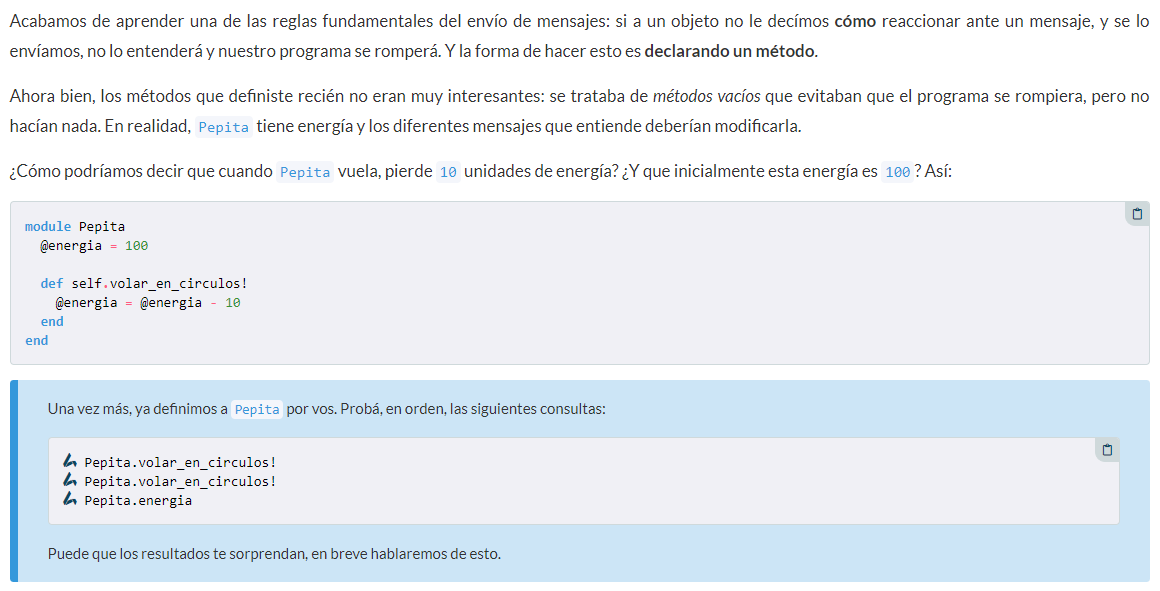 Acabamos de aprender una de las reglas fundamentales del envío de mensajes: si a un objeto no le decímos cómo reaccionar ante un mensaje, y se lo
envíamos, no lo entenderá y nuestro programa se romperá. Y la forma de hacer esto es declarando un método.
Ahora bien, los métodos que definiste recién no eran muy interesantes: se trataba de métodos vacíos que evitaban que el programa se rompiera, pero no
hacían nada. En realidad, Pepita tiene energía y los diferentes mensajes que entiende deberían modificarla.
¿Cómo podríamos decir que cuando Pepita vuela, pierde 10 unidades de energía? ¿Y que inicialmente esta energía es 100? Así:
module Pepita
  @energia = 100
  def self.volar_en_circulos!
    @energia = @energia - 10
  end
end
Una vez más, ya definimos a Pepita por vos. Probá, en orden, las siguientes consultas:
Pepita.volar_en_circulos!
Pepita.volar_en_circulos!
Pepita.energia
Puede que los resultados te sorprendan, en breve hablaremos de esto.